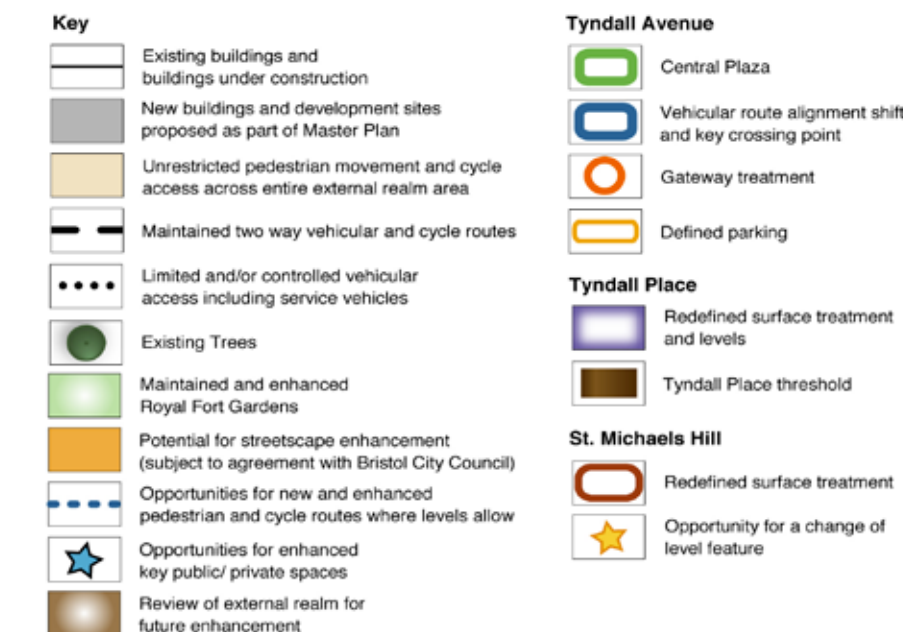 Key
Existing buildings and
buildings under construction
New buildings and development sites
proposed as part of Master Plan
Unrestricted pedestrian movement and cycle
access across entire external realm area
Maintained two way vehicular and cycle routes
Limited and/or controlled vehicular
access including service vehicles
Existing Trees
Maintained and enhanced
Royal Fort Gardens
Potential for streetscape enhancement
(subject to agreement with Bristol City Council)
Opportunities for new and enhanced
pedestrian and cycle routes where levels allow
Opportunities for enhanced
key public/ private spaces
Review of external realm for
future enhancement
Tyndall Avenue
Central Plaza
Vehicular route alignment shift
and key crossing point
Gateway treatment
Defined parking
Tyndall Place
Redefined surface treatment
and levels
Tyndall Place threshold
St. Michaels Hill
Redefined surface treatment
Opportunity for a change of
level feature